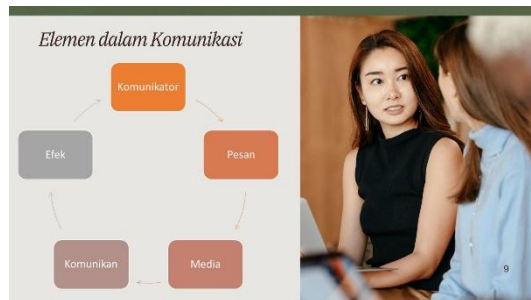 Elemen dalam Komunikasi
Komunikator
Pesan
Media
Komunikan
Efek
9